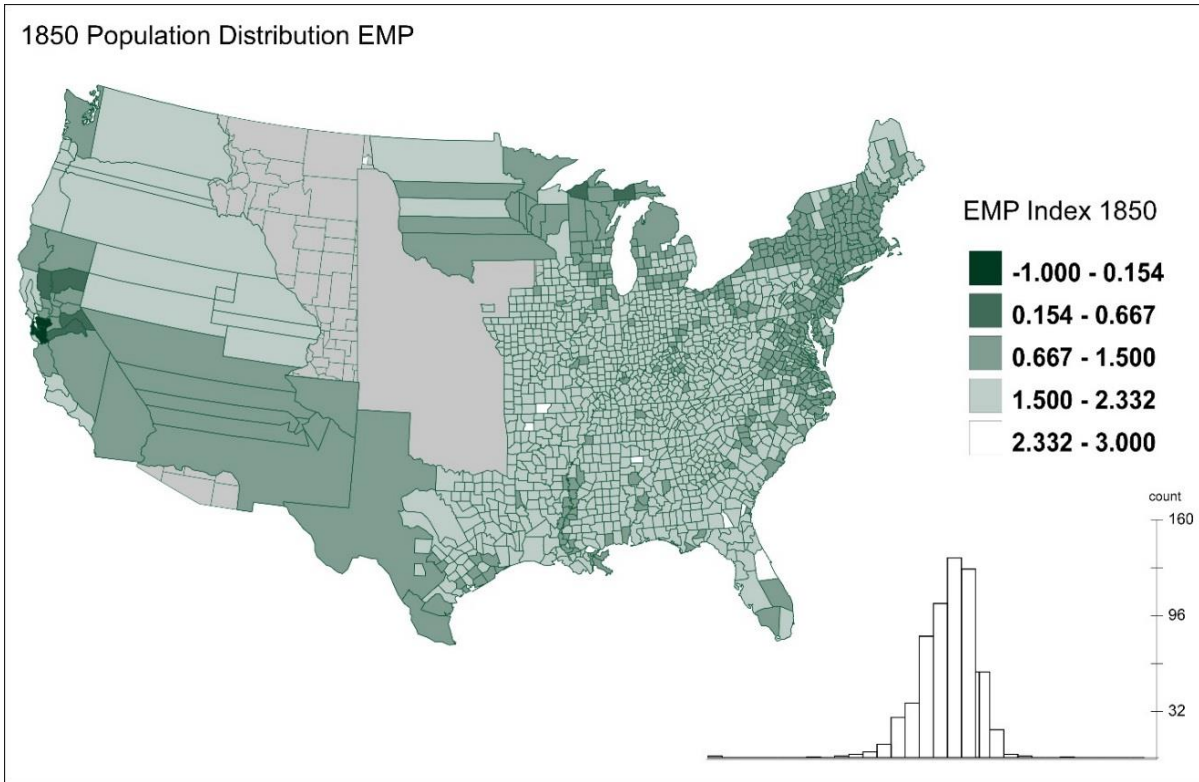 1850 Population Distribution EMP
EMP Index 1850
-1.000 - 0.154
0.154 - 0.667
0.667 - 1.500
1.500 - 2.332
2.332 - 3.000
count
160
96
32